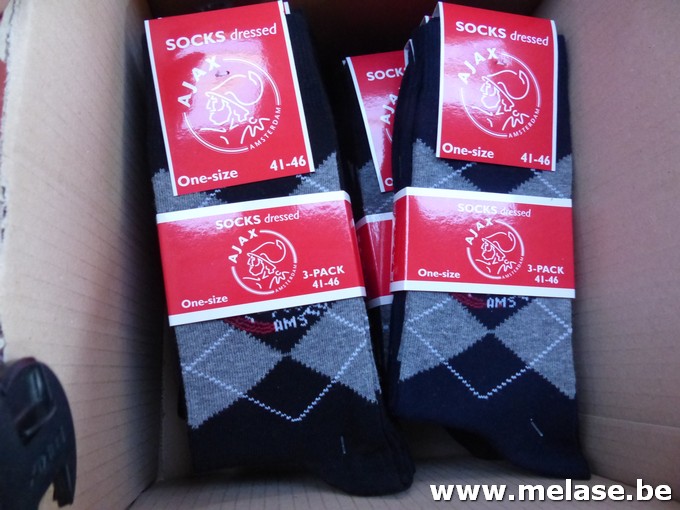 SOCKS dressed
AJAX
AMSTERDAM
One-size 41-46
SOCKS dressed
AJAX
AMSTERDAM
One-size
3-PACK
41-46
AMS
SOCKS
SOCKS dressed
AJAX
AMSTERDAM
One-size 41-46
SOCKS dressed
AJAX
AMSTERDAM
One-size
3-PACK
41-46
AMS
www.melase.be